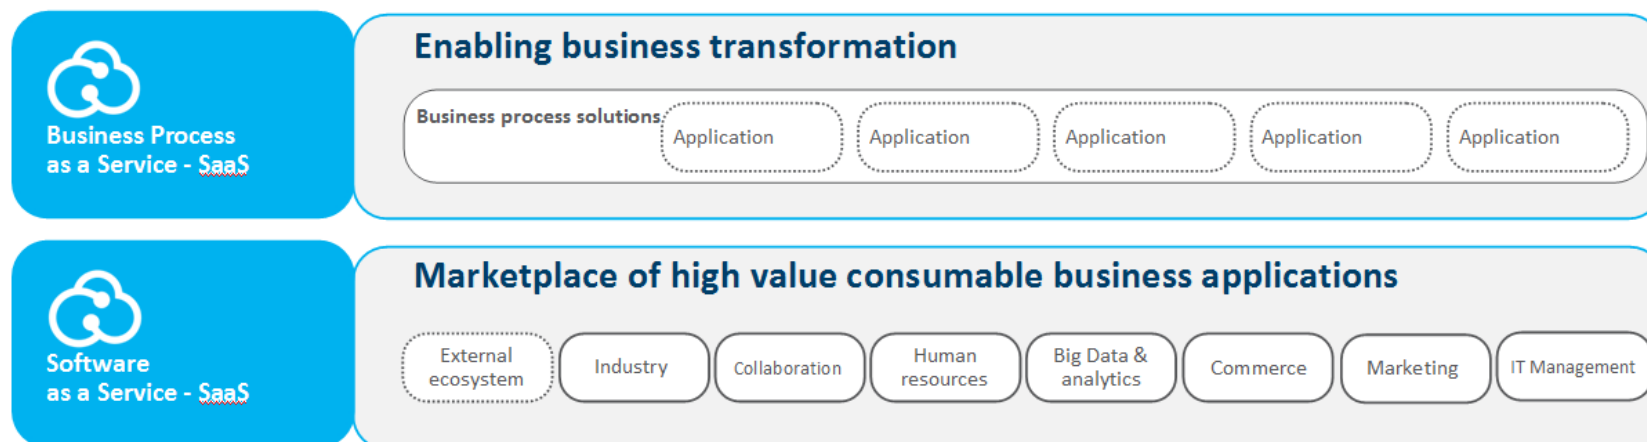 Enabling business transformation
Business Process
as a Service - SaaS
Business process solutions
Application
Application
Application
Application
Application
Marketplace of high value consumable business applications
Software
as a Service - SaaS
External
ecosystem
Industry
Collaboration
Human
resources
Big Data &
analytics
Commerce
Marketing
IT Management